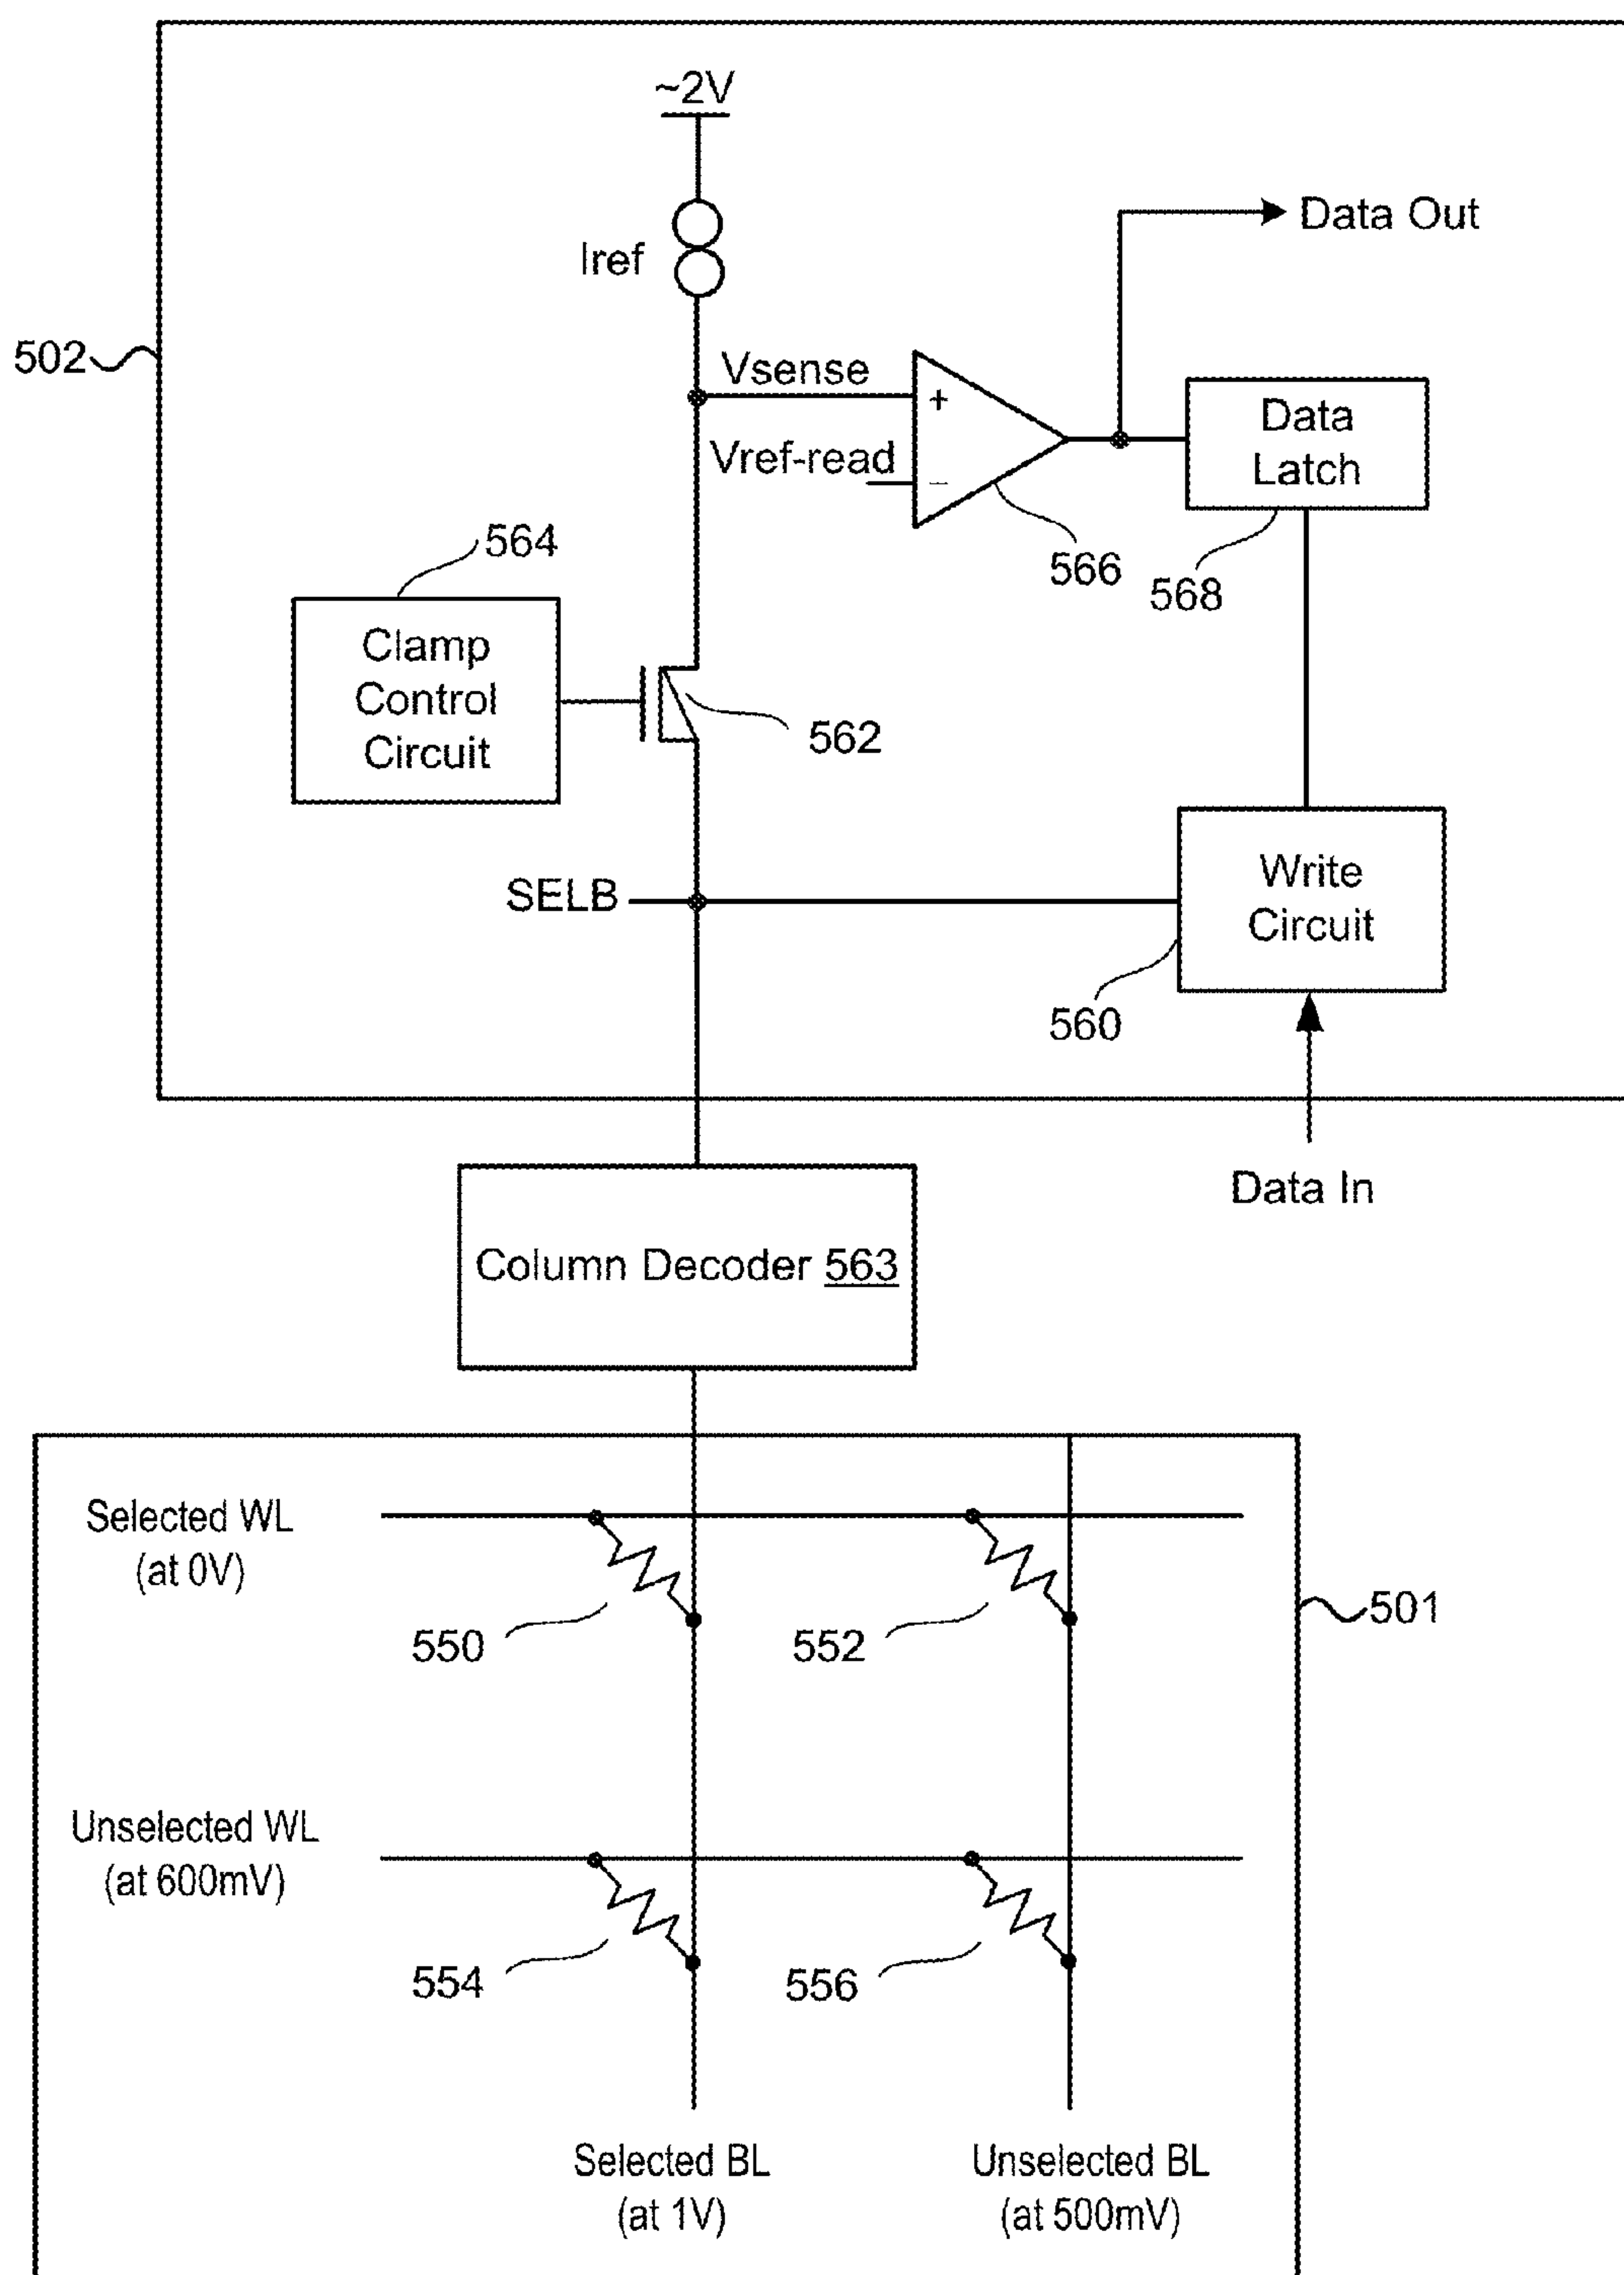 ~2V
Data Out
Iref
502
Vsense
+
Data
Latch
Vref-read
−
564
566
568
Clamp
Control
Circuit
562
SELB
Write
Circuit
560
Data In
Column Decoder 563
Selected WL
(at 0V)
550
552
501
Unselected WL
(at 600mV)
554
556
Selected BL
(at 1V)
Unselected BL
(at 500mV)